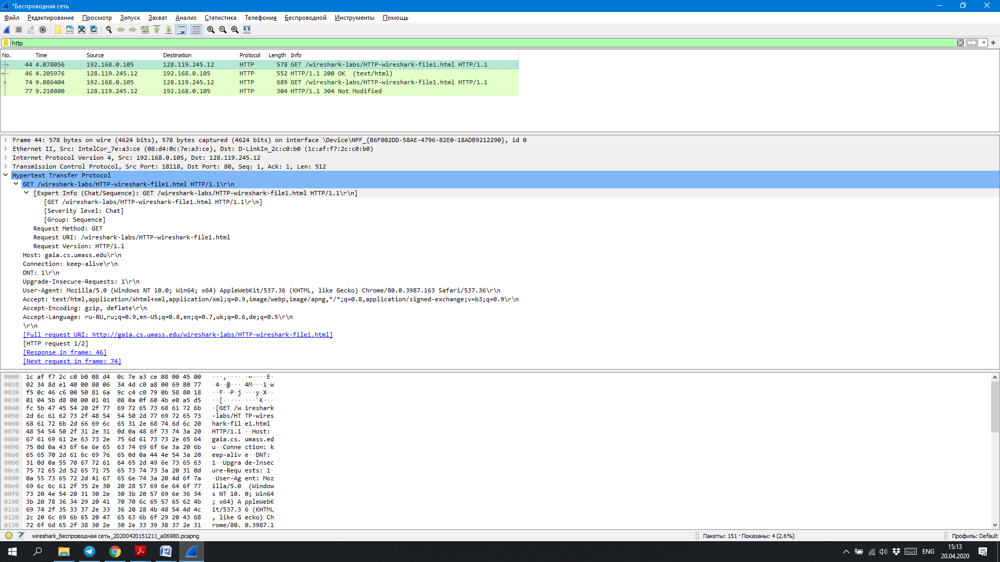 *Беспроводная сеть
Файл Редактирование Просмотр Запуск Захват Анализ Статистика Телефония Беспроводной Инструменты Помощь
http
No. Time Source Destination Protocol Length Info
44 4.078056 192.168.0.105 128.119.245.12 HTTP 578 GET /wireshark-labs/HTTP-wireshark-file1.html HTTP/1.1
46 4.205976 128.119.245.12 192.168.0.105 HTTP 552 HTTP/1.1 200 OK (text/html)
74 9.086404 192.168.0.105 128.119.245.12 HTTP 689 GET /wireshark-labs/HTTP-wireshark-file1.html HTTP/1.1
77 9.210800 128.119.245.12 192.168.0.105 HTTP 304 HTTP/1.1 304 Not Modified
Frame 44: 578 bytes on wire (4624 bits), 578 bytes captured (4624 bits) on interface \Device\NPF_{B6F802DD-58AE-4796-82E0-18ADB9212290}, id 0
Ethernet II, Src: IntelCor_7e:a3:ce (08:d4:0c:7e:a3:ce), Dst: D-LinkIn_2c:c0:b0 (1c:af:f7:2c:c0:b0)
Internet Protocol Version 4, Src: 192.168.0.105, Dst: 128.119.245.12
Transmission Control Protocol, Src Port: 18118, Dst Port: 80, Seq: 1, Ack: 1, Len: 512
Hypertext Transfer Protocol
GET /wireshark-labs/HTTP-wireshark-file1.html HTTP/1.1\r\n
[Expert Info (Chat/Sequence): GET /wireshark-labs/HTTP-wireshark-file1.html HTTP/1.1\r\n]
[GET /wireshark-labs/HTTP-wireshark-file1.html HTTP/1.1\r\n]
[Severity level: Chat]
[Group: Sequence]
Request Method: GET
Request URI: /wireshark-labs/HTTP-wireshark-file1.html
Request Version: HTTP/1.1
Host: gaia.cs.umass.edu\r\n
Connection: keep-alive\r\n
DNT: 1\r\n
Upgrade-Insecure-Requests: 1\r\n
User-Agent: Mozilla/5.0 (Windows NT 10.0; Win64; x64) AppleWebKit/537.36 (KHTML, like Gecko) Chrome/80.0.3987.163 Safari/537.36\r\n
Accept: text/html,application/xhtml+xml,application/xml;q=0.9,image/webp,image/apng,*/*;q=0.8,application/signed-exchange;v=b3;q=0.9\r\n
Accept-Encoding: gzip, deflate\r\n
Accept-Language: ru-RU,ru;q=0.9,en-US;q=0.8,en;q=0.7,uk;q=0.6,de;q=0.5\r\n
\r\n
[Full request URI: http://gaia.cs.umass.edu/wireshark-labs/HTTP-wireshark-file1.html]
[HTTP request 1/2]
[Response in frame: 46]
[Next request in frame: 74]
0000 1c af f7 2c c0 b0 08 d4 0c 7e a3 ce 08 00 45 00 ···,···· ·~····E·
0010 02 34 8d e1 40 00 80 06 34 4d c0 a8 00 69 80 77 ·4··@··· 4M···i·w
0020 f5 0c 46 c6 00 50 81 6a 9c c4 c0 79 0b 58 80 18 ··F··P·j ···y·X··
0030 01 04 5b d8 00 00 01 01 08 0a 0f 60 4b e0 a5 d5 ··[····· ···`K···
0040 fc 5b 47 45 54 20 2f 77 69 72 65 73 68 61 72 6b ·[GET /w ireshark
0050 2d 6c 61 62 73 2f 48 54 54 50 2d 77 69 72 65 73 -labs/HT TP-wires
0060 68 61 72 6b 2d 66 69 6c 65 31 2e 68 74 6d 6c 20 hark-fil e1.html
0070 48 54 54 50 2f 31 2e 31 0d 0a 48 6f 73 74 3a 20 HTTP/1.1 ··Host:
0080 67 61 69 61 2e 63 73 2e 75 6d 61 73 73 2e 65 64 gaia.cs. umass.ed
0090 75 0d 0a 43 6f 6e 6e 65 63 74 69 6f 6e 3a 20 6b u··Conne ction: k
00a0 65 65 70 2d 61 6c 69 76 65 0d 0a 44 4e 54 3a 20 eep-aliv e··DNT:
00b0 31 0d 0a 55 70 67 72 61 64 65 2d 49 6e 73 65 63 1··Upgra de-Insec
00c0 75 72 65 2d 52 65 71 75 65 73 74 73 3a 20 31 0d ure-Requ ests: 1·
00d0 0a 55 73 65 72 2d 41 67 65 6e 74 3a 20 4d 6f 7a ·User-Ag ent: Moz
00e0 69 6c 6c 61 2f 35 2e 30 20 28 57 69 6e 64 6f 77 illa/5.0 (Window
00f0 73 20 4e 54 20 31 30 2e 30 3b 20 57 69 6e 36 34 s NT 10. 0; Win64
0100 3b 20 78 36 34 29 20 41 70 70 6c 65 57 65 62 4b ; x64) A ppleWebK
0110 69 74 2f 35 33 37 2e 33 36 20 28 4b 48 54 4d 4c it/537.3 6 (KHTML
0120 2c 20 6c 69 6b 65 20 47 65 63 6b 6f 29 20 43 68 , like G ecko) Ch
0130 72 6f 6d 65 2f 38 30 2e 30 2e 33 39 38 37 2e 31 rome/80. 0.3987.1
wireshark_Беспроводная сеть_20200420151211_a06980.pcapng
Пакеты: 151 · Показаны: 4 (2.6%)
Профиль: Default
ENG
15:13
20.04.2020